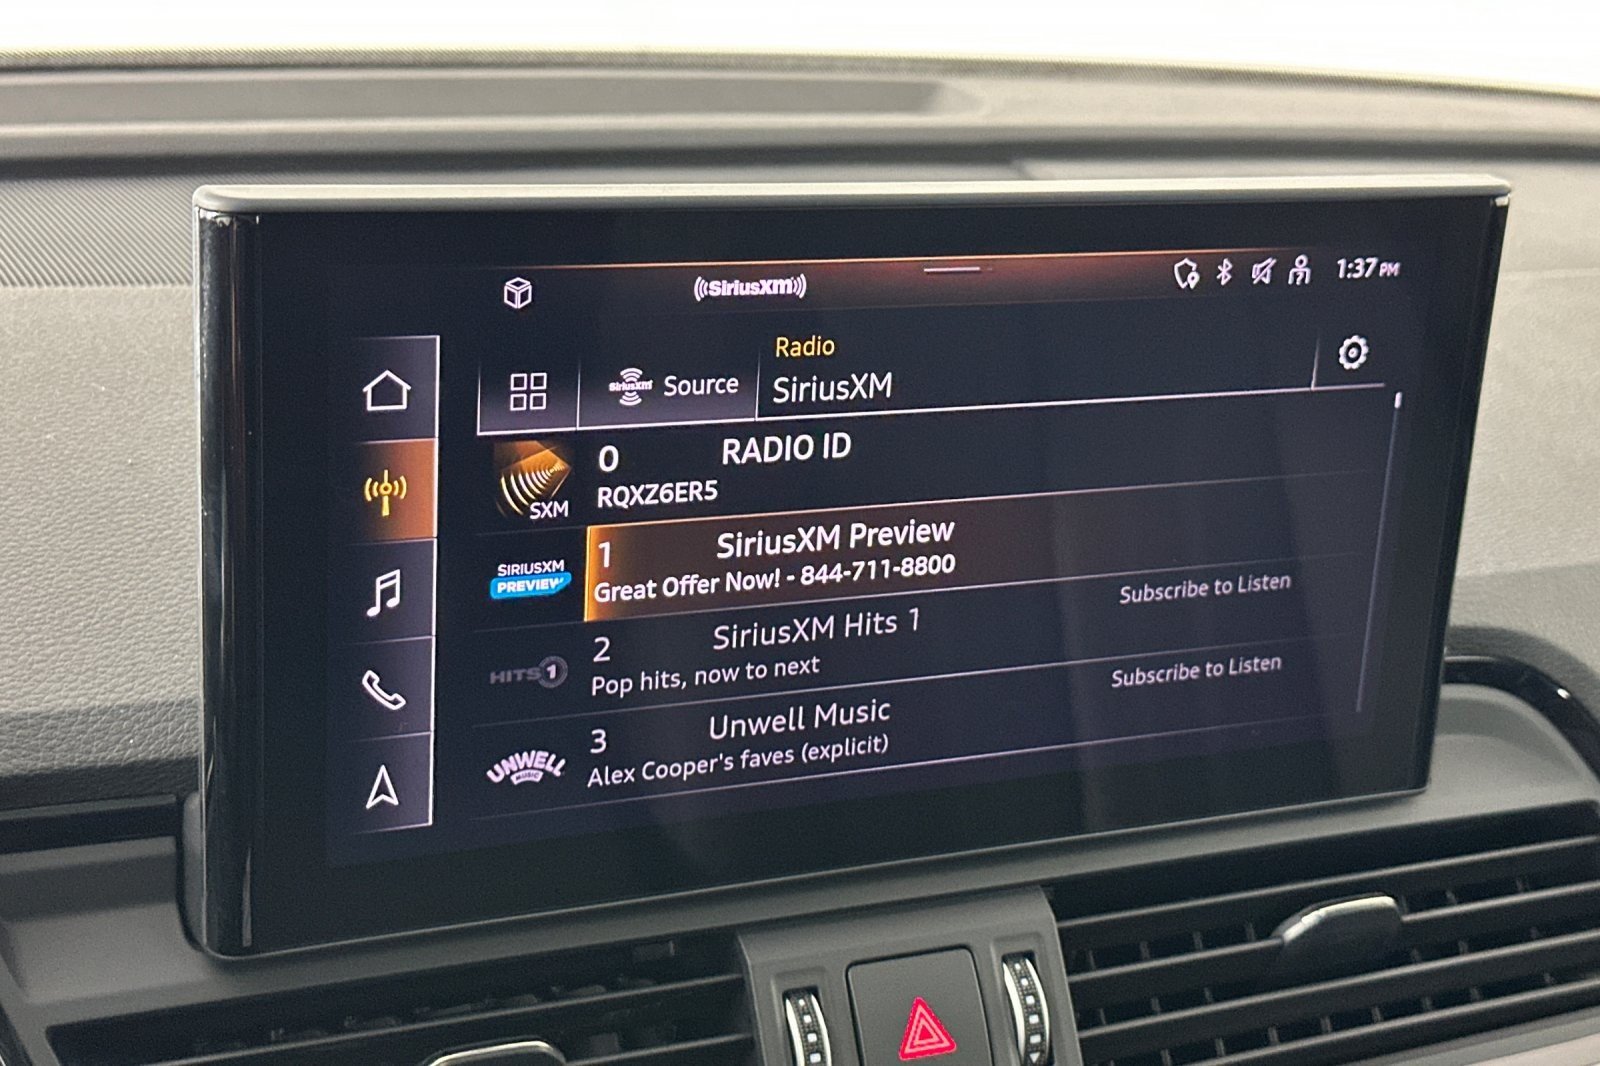 ((SiriusXM))
1:37 PM
Radio
SiriusXM Source
SiriusXM
0 RADIO ID
RQXZ6ER5
SXM
1 SiriusXM Preview
SIRIUSXM
PREVIEW
Great Offer Now! - 844-711-8800
Subscribe to Listen
2 SiriusXM Hits 1
HITS 1
Pop hits, now to next
Subscribe to Listen
3 Unwell Music
UNWELL
MUSIC
Alex Cooper's faves (explicit)